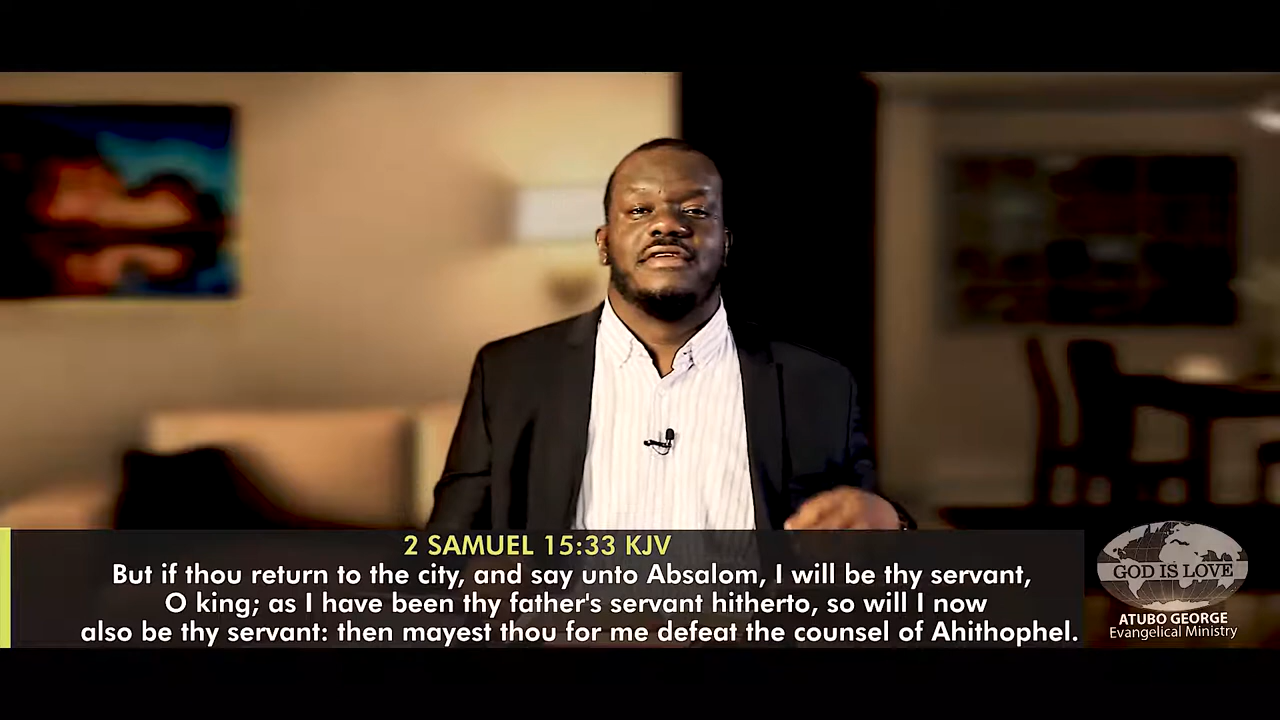 2 SAMUEL 15:33 KJV
But if thou return to the city, and say unto Absalom, I will be thy servant,
O king; as I have been thy father's servant hitherto, so will I now
also be thy servant: then mayest thou for me defeat the counsel of Ahithophel.
GOD IS LOVE
ATUBO GEORGE
Evangelical Ministry